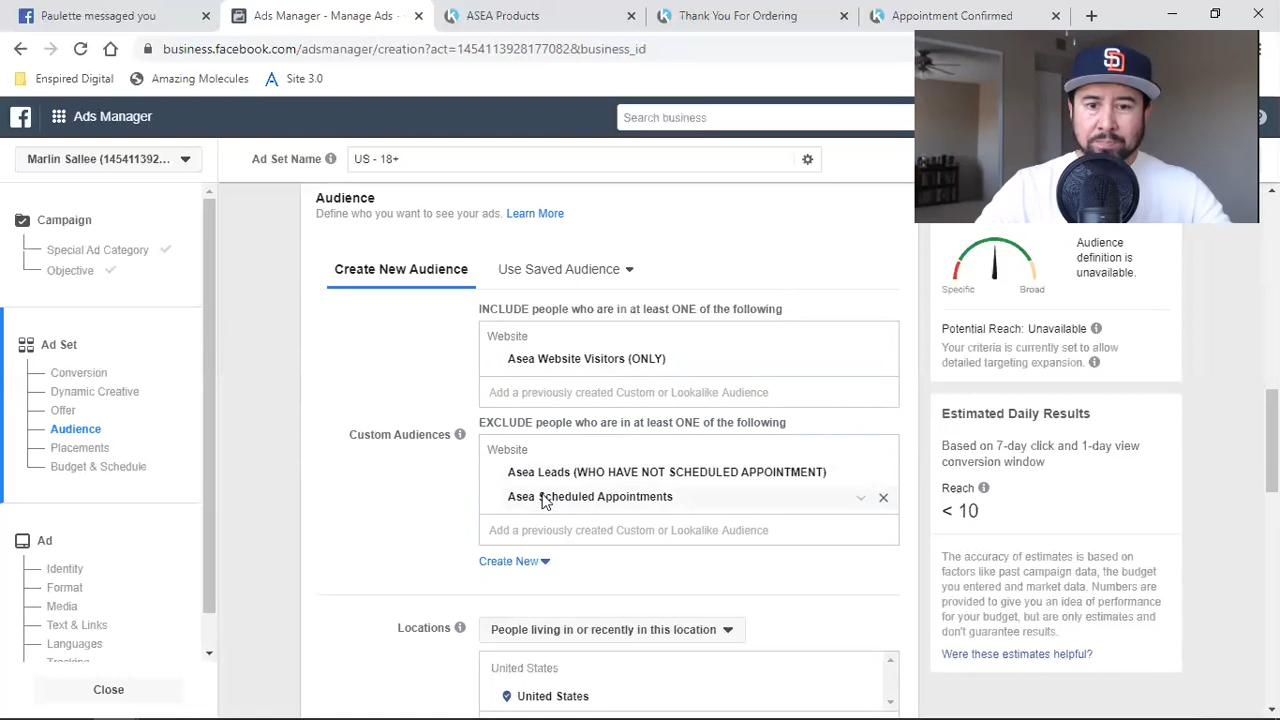 Paulette messaged you
Ads Manager - Manage Ads -
ASEA Products
Thank You For Ordering
Appointment Confirmed
business.facebook.com/adsmanager/creation?act=1454113928177082&business_id
Enspired Digital
Amazing Molecules
Site 3.0
Ads Manager
Search business
Marlin Sallee (145411392...
Ad Set Name
US - 18+
Campaign
Special Ad Category
Objective
Ad Set
Conversion
Dynamic Creative
Offer
Audience
Placements
Budget & Schedule
Ad
Identity
Format
Media
Text & Links
Languages
Tracking
Close
Audience
Define who you want to see your ads. Learn More
Create New Audience
Use Saved Audience
INCLUDE people who are in at least ONE of the following
Website
Asea Website Visitors (ONLY)
Add a previously created Custom or Lookalike Audience
EXCLUDE people who are in at least ONE of the following
Custom Audiences
Website
Asea Leads (WHO HAVE NOT SCHEDULED APPOINTMENT)
Asea Scheduled Appointments
Add a previously created Custom or Lookalike Audience
Create New
Locations
People living in or recently in this location
United States
United States
SD
Audience
definition is
unavailable.
Specific
Broad
Potential Reach: Unavailable
Your criteria is currently set to allow
detailed targeting expansion.
Estimated Daily Results
Based on 7-day click and 1-day view
conversion window
Reach
< 10
The accuracy of estimates is based on
factors like past campaign data, the budget
you entered and market data. Numbers are
provided to give you an idea of performance
for your budget, but are only estimates and
don't guarantee results.
Were these estimates helpful?